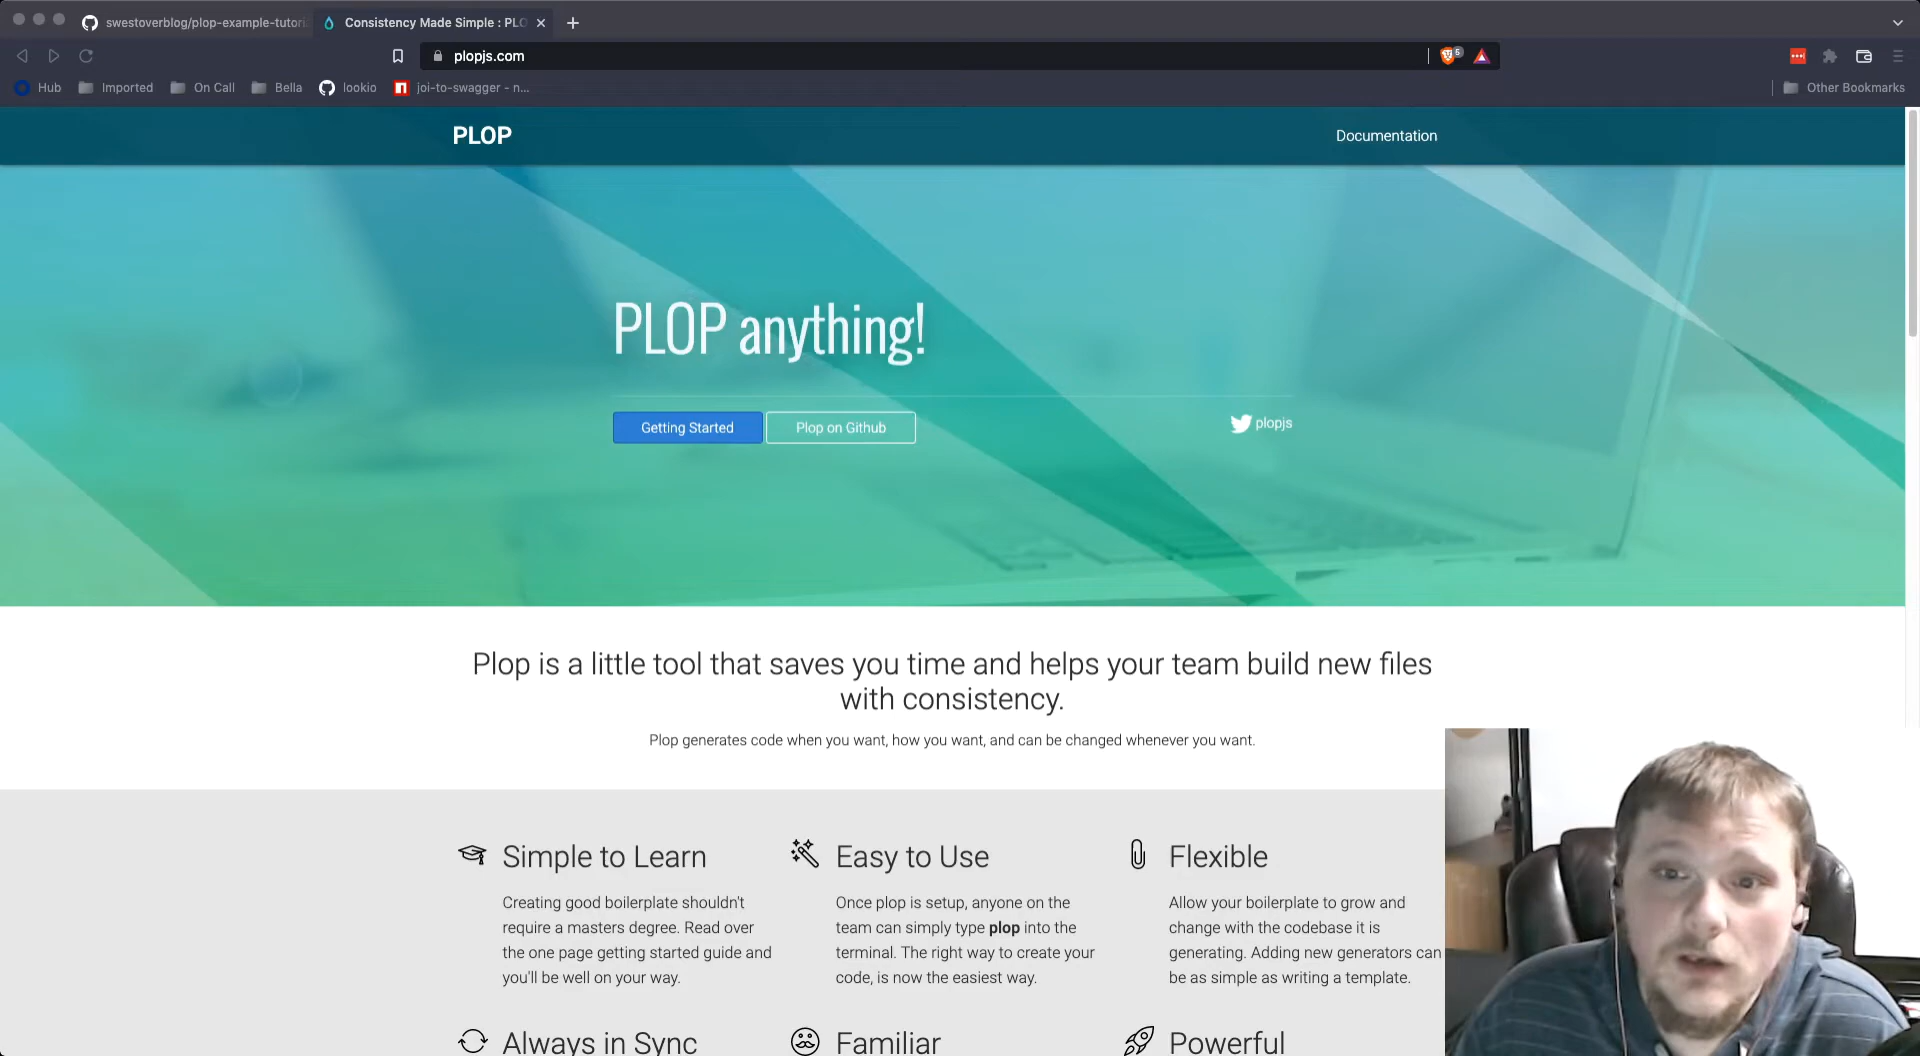 swestoverblog/plop-example-tutori
Consistency Made Simple : PLO
plopjs.com
5
Hub
Imported
On Call
Bella
lookio
joi-to-swagger - n...
Other Bookmarks
PLOP
Documentation
PLOP anything!
Getting Started
Plop on Github
plopjs
Plop is a little tool that saves you time and helps your team build new files
with consistency.
Plop generates code when you want, how you want, and can be changed whenever you want.
Simple to Learn
Creating good boilerplate shouldn't
require a masters degree. Read over
the one page getting started guide and
you'll be well on your way.
Easy to Use
Once plop is setup, anyone on the
team can simply type plop into the
terminal. The right way to create your
code, is now the easiest way.
Flexible
Allow your boilerplate to grow and
change with the codebase it is
generating. Adding new generators can
be as simple as writing a template.
Always in Sync
Familiar
Powerful